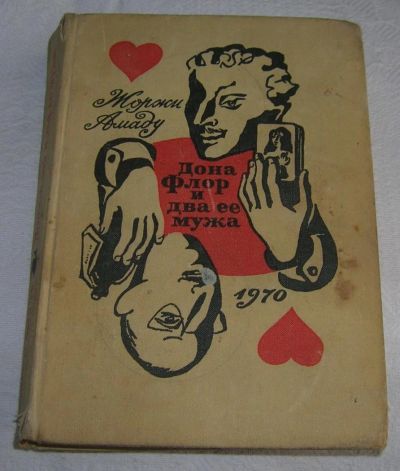 Жоржи
Амаду
Дона
Флор
и
два ее
мужа
1970